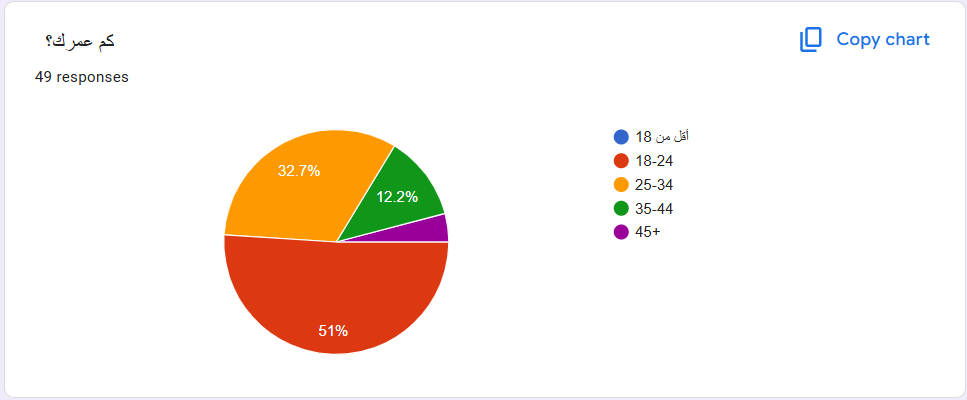 كم عمرك؟
Copy chart
49 responses
32.7%
12.2%
51%
أقل من 18
18-24
25-34
35-44
45+